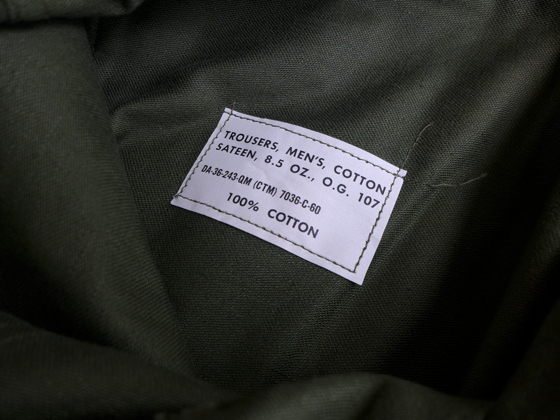 TROUSERS, MEN'S, COTTON
SATEEN, 8.5 OZ., O.G. 107
DA-36-243-QM (CTM) 7036-C-60
100% COTTON